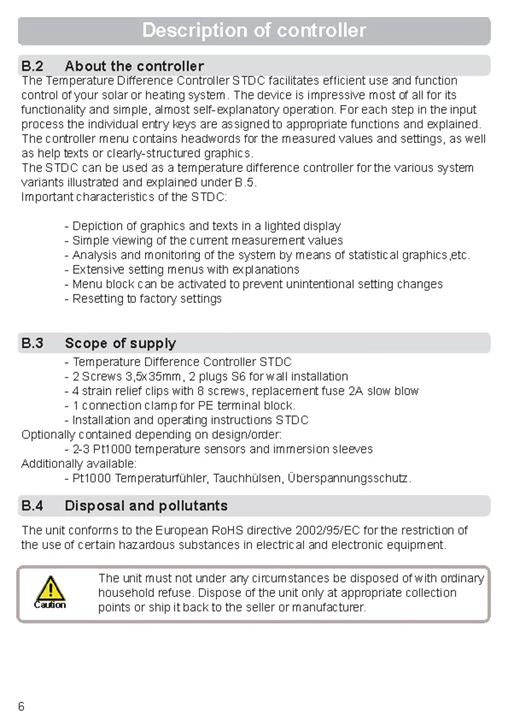 Description of controller
B.2 About the controller
The Temperature Difference Controller STDC facilitates efficient use and function
control of your solar or heating system. The device is impressive most of all for its
functionality and simple, almost self-explanatory operation. For each step in the input
process the individual entry keys are assigned to appropriate functions and explained.
The controller menu contains headwords for the measured values and settings, as well
as help texts or clearly-structured graphics.
The STDC can be used as a temperature difference controller for the various system
variants illustrated and explained under B.5.
Important characteristics of the STDC:
- Depiction of graphics and texts in a lighted display
- Simple viewing of the current measurement values
- Analysis and monitoring of the system by means of statistical graphics,etc.
- Extensive setting menus with explanations
- Menu block can be activated to prevent unintentional setting changes
- Resetting to factory settings
B.3 Scope of supply
- Temperature Difference Controller STDC
- 2 Screws 3,5x35mm, 2 plugs S6 for wall installation
- 4 strain relief clips with 8 screws, replacement fuse 2A slow blow
- 1 connection clamp for PE terminal block.
- Installation and operating instructions STDC
Optionally contained depending on design/order:
- 2-3 Pt1000 temperature sensors and immersion sleeves
Additionally available:
- Pt1000 Temperaturfühler, Tauchhülsen, Überspannungsschutz.
B.4 Disposal and pollutants
The unit conforms to the European RoHS directive 2002/95/EC for the restriction of
the use of certain hazardous substances in electrical and electronic equipment.
The unit must not under any circumstances be disposed of with ordinary
household refuse. Dispose of the unit only at appropriate collection
points or ship it back to the seller or manufacturer.
Caution
6